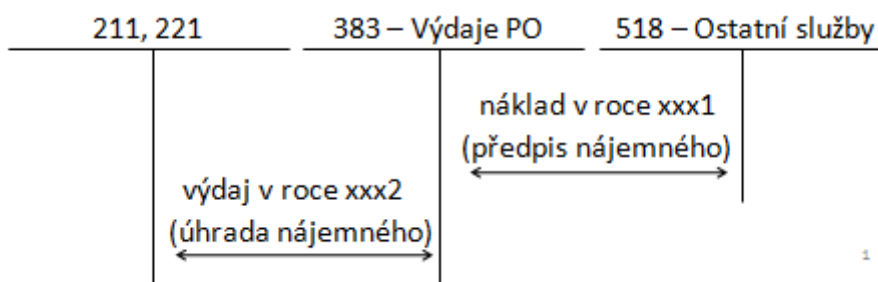 211, 221
383 – Výdaje PO
518 – Ostatní služby
náklad v roce xxx1
(předpis nájemného)
výdaj v roce xxx2
(úhrada nájemného)
1